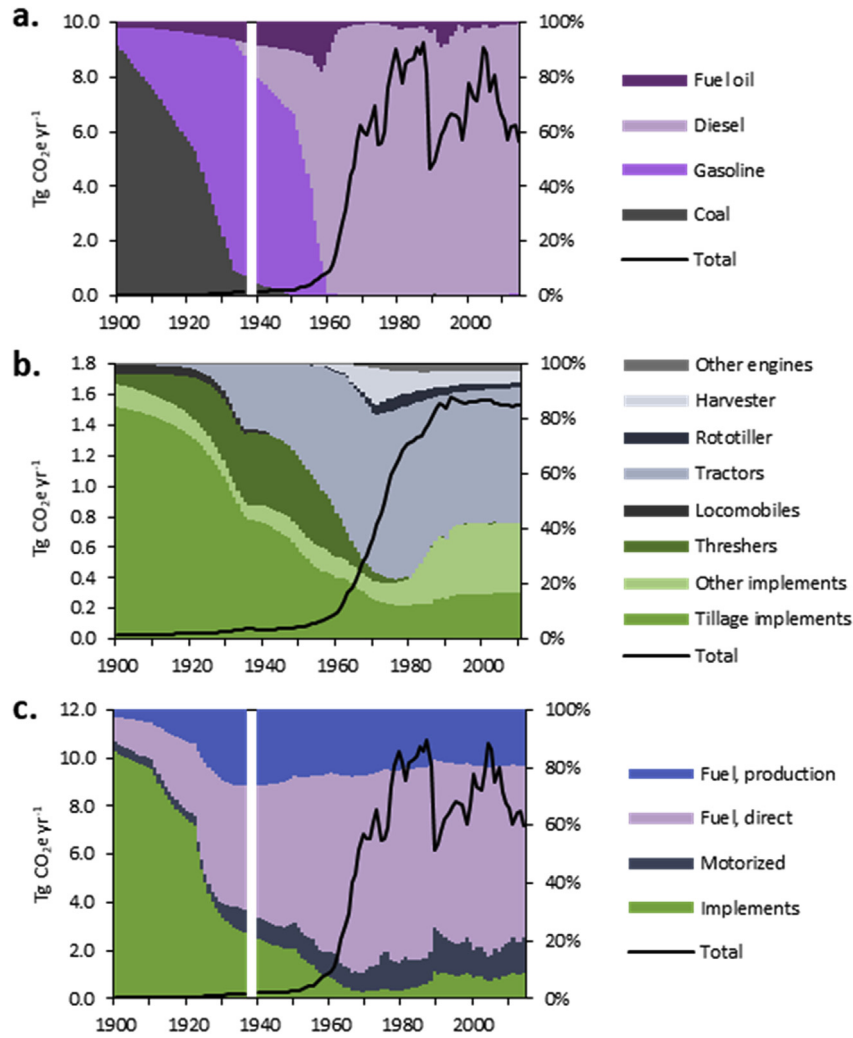 a.
10.0
8.0
6.0
4.0
2.0
0.0
Tg CO₂e yr⁻¹
100%
80%
60%
40%
20%
0%
1900
1920
1940
1960
1980
2000
Fuel oil
Diesel
Gasoline
Coal
Total
b.
1.8
1.6
1.4
1.2
1.0
0.8
0.6
0.4
0.2
0.0
Tg CO₂e yr⁻¹
100%
80%
60%
40%
20%
0%
1900
1920
1940
1960
1980
2000
Other engines
Harvester
Rototiller
Tractors
Locomobiles
Threshers
Other implements
Tillage implements
Total
c.
12.0
10.0
8.0
6.0
4.0
2.0
0.0
Tg CO₂e yr⁻¹
100%
80%
60%
40%
20%
0%
1900
1920
1940
1960
1980
2000
Fuel, production
Fuel, direct
Motorized
Implements
Total